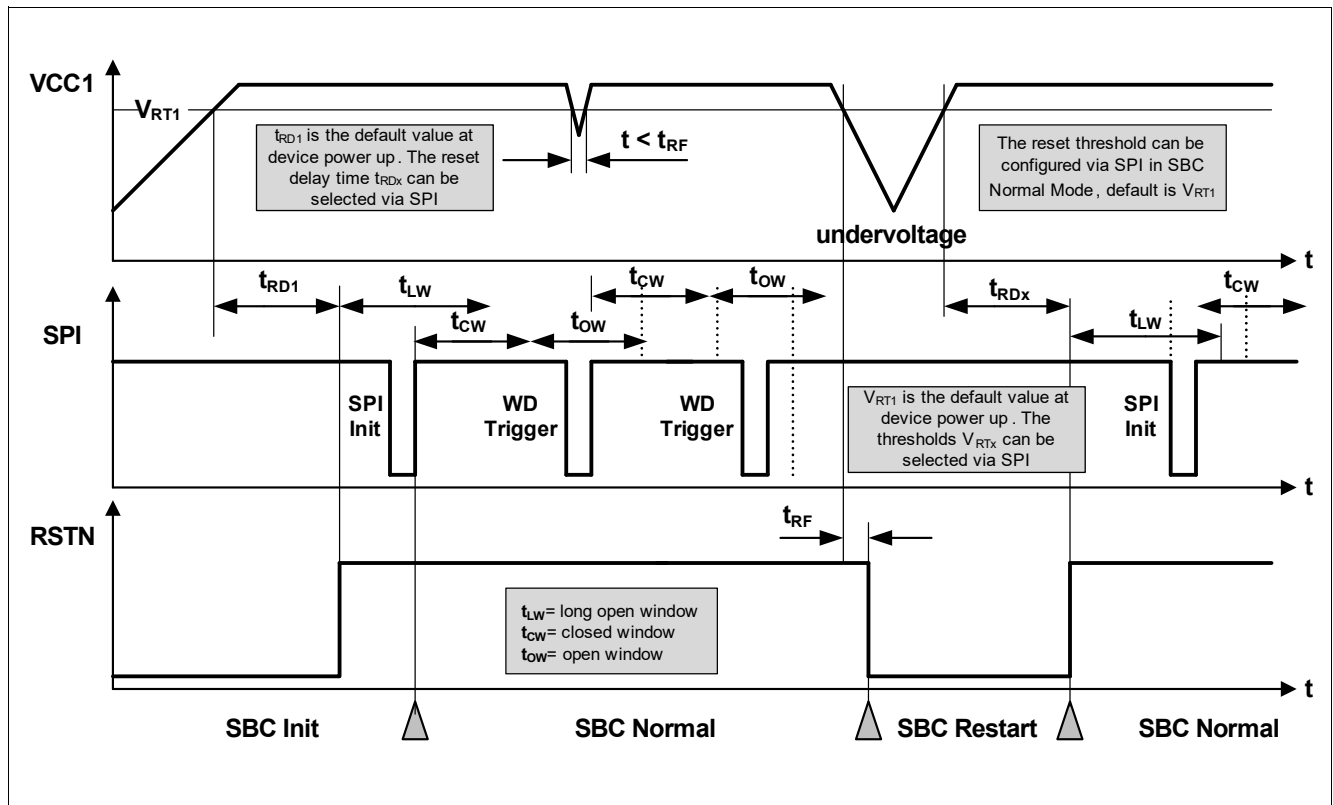 VCC1
VRT1
tRD1 is the default value at
device power up . The reset
delay time tRDx can be
selected via SPI
t < tRF
The reset threshold can be
configured via SPI in SBC
Normal Mode , default is VRT1
undervoltage
t
tRD1
tLW
tCW
tOW
tCW
tOW
tRDx
tLW
tCW
SPI
SPI
Init
WD
Trigger
WD
Trigger
VRT1 is the default value at
device power up . The
thresholds VRTx can be
selected via SPI
SPI
Init
t
RSTN
tRF
tLW= long open window
tCW= closed window
tOW= open window
t
SBC Init
SBC Normal
SBC Restart
SBC Normal